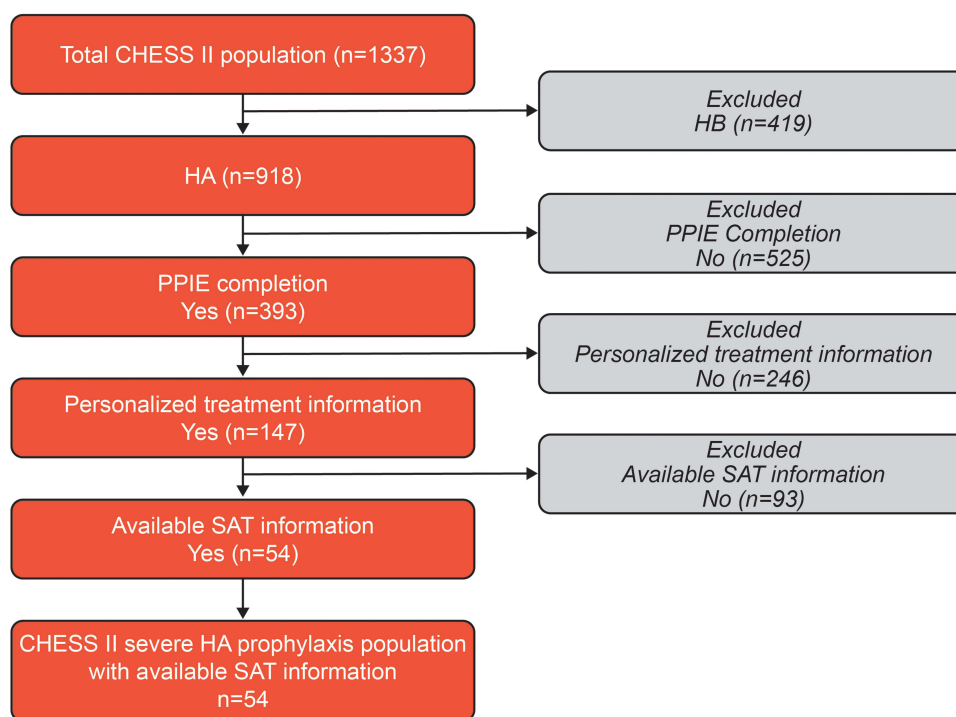 Total CHESS II population (n=1337)
Excluded
HB (n=419)
HA (n=918)
Excluded
PPIE Completion
No (n=525)
PPIE completion
Yes (n=393)
Excluded
Personalized treatment information
No (n=246)
Personalized treatment information
Yes (n=147)
Excluded
Available SAT information
No (n=93)
Available SAT information
Yes (n=54)
CHESS II severe HA prophylaxis population
with available SAT information
n=54